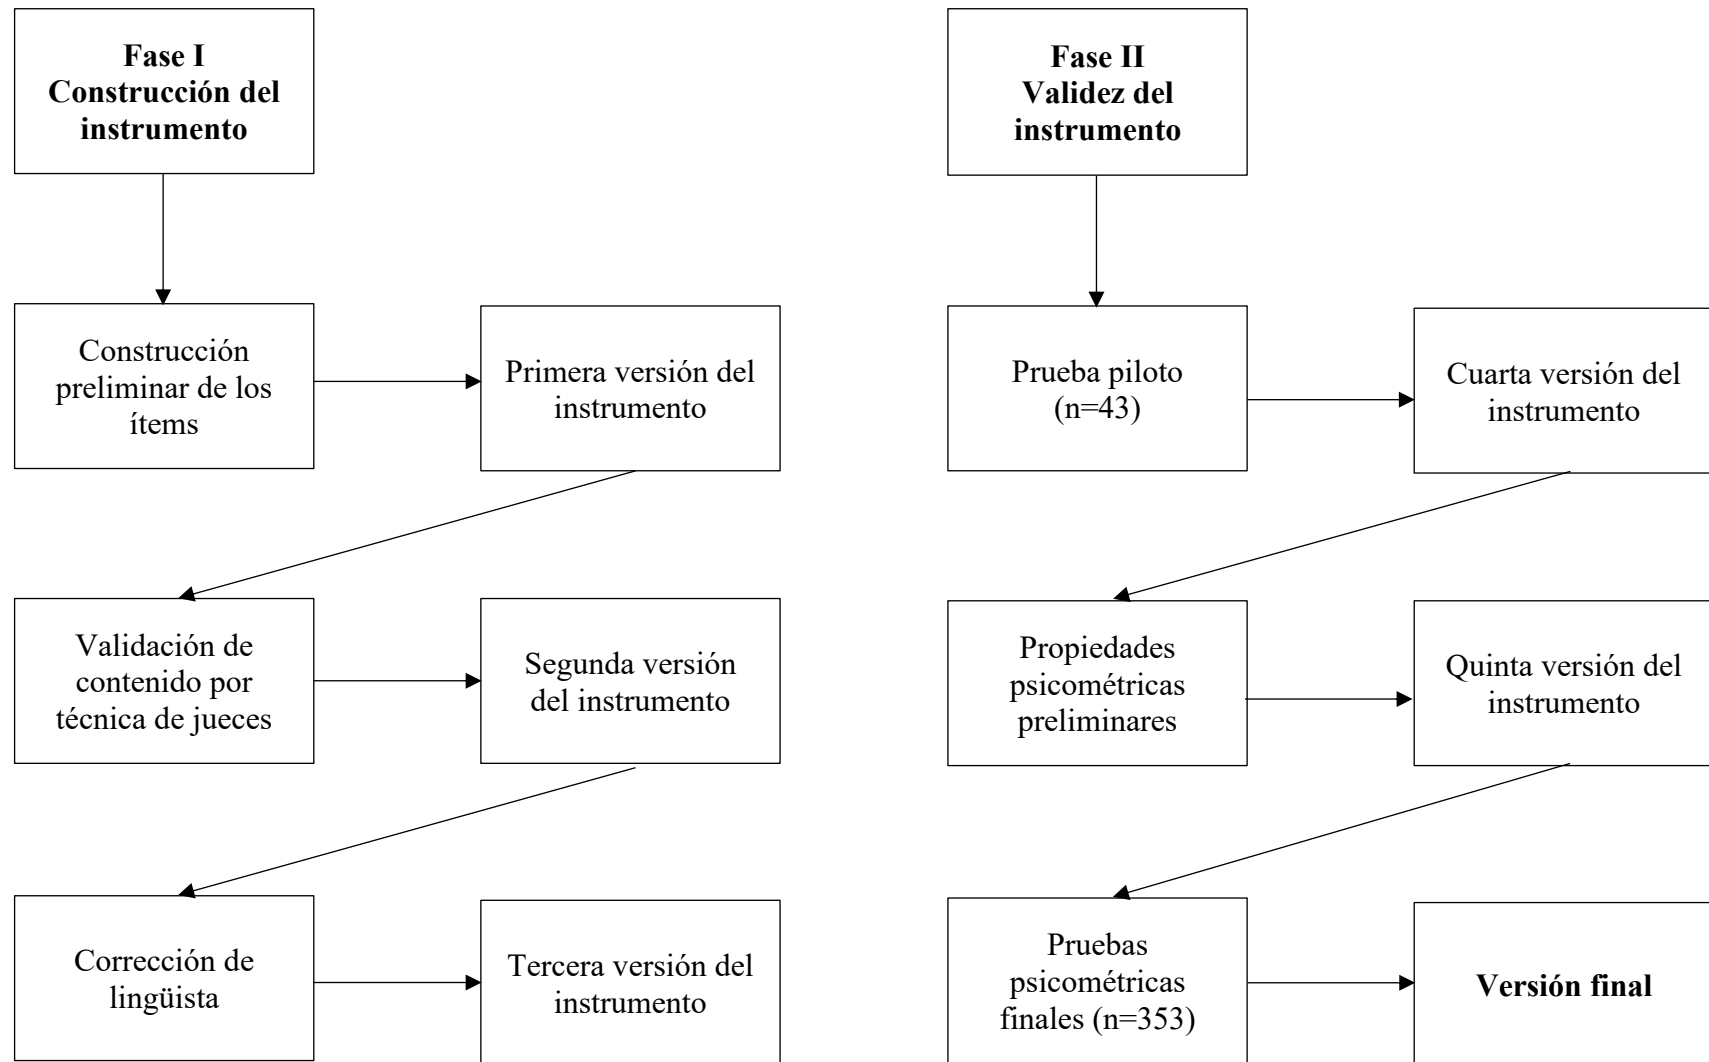 Fase I
Construcción del
instrumento
Construcción
preliminar de los
ítems
Primera versión del
instrumento
Validación de
contenido por
técnica de jueces
Segunda versión
del instrumento
Corrección de
lingüista
Tercera versión del
instrumento
Fase II
Validez del
instrumento
Prueba piloto
(n=43)
Cuarta versión del
instrumento
Propiedades
psicométricas
preliminares
Quinta versión del
instrumento
Pruebas
psicométricas
finales (n=353)
Versión final